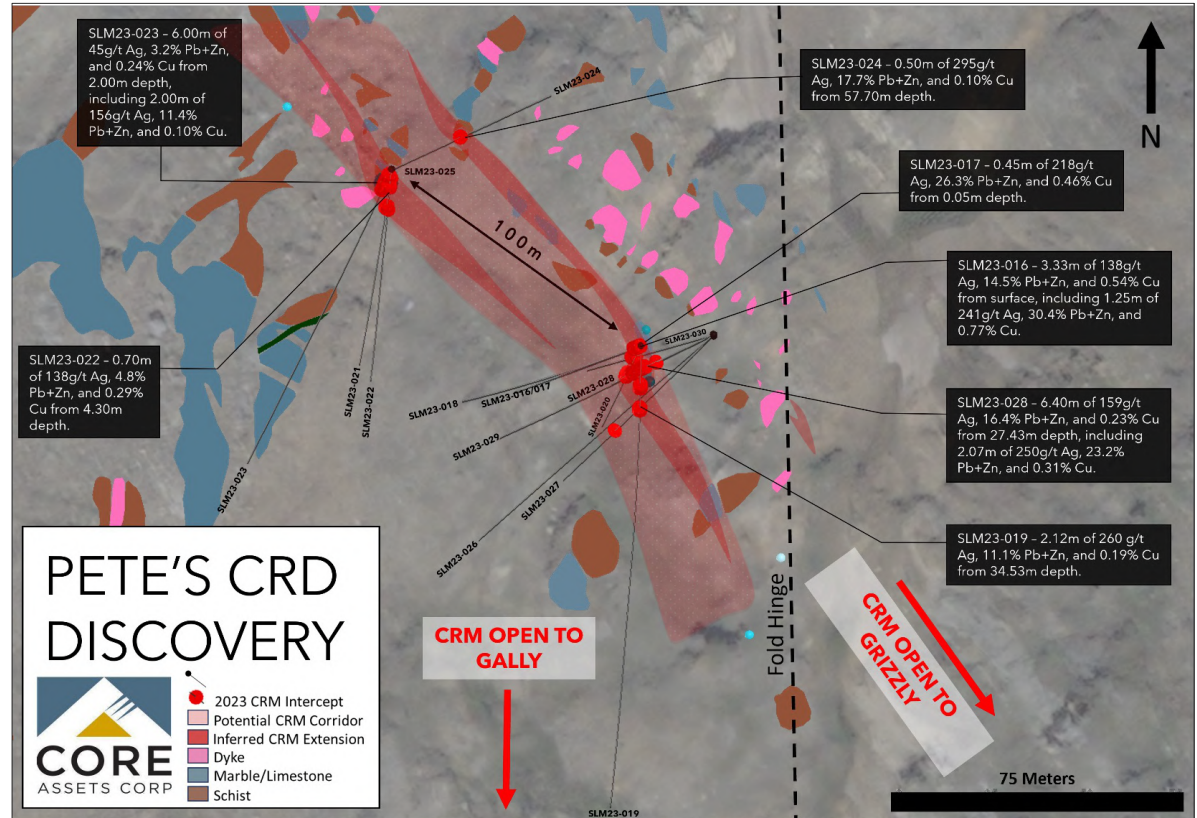 SLM23-023 – 6.00m of
45g/t Ag, 3.2% Pb+Zn,
and 0.24% Cu from
2.00m depth,
including 2.00m of
156g/t Ag, 11.4%
Pb+Zn, and 0.10% Cu.
SLM23-024
SLM23-024 – 0.50m of 295g/t
Ag, 17.7% Pb+Zn, and 0.10% Cu
from 57.70m depth.
N
SLM23-025
SLM23-017 – 0.45m of 218g/t
Ag, 26.3% Pb+Zn, and 0.46% Cu
from 0.05m depth.
100m
SLM23-016 – 3.33m of 138g/t
Ag, 14.5% Pb+Zn, and 0.54% Cu
from surface, including 1.25m of
241g/t Ag, 30.4% Pb+Zn, and
0.77% Cu.
SLM23-030
SLM23-022 – 0.70m
of 138g/t Ag, 4.8%
Pb+Zn, and 0.29%
Cu from 4.30m
depth.
SLM23-021
SLM23-022
SLM23-018
SLM23-016/017
SLM23-028
SLM23-020
SLM23-029
SLM23-028 – 6.40m of 159g/t
Ag, 16.4% Pb+Zn, and 0.23% Cu
from 27.43m depth, including
2.07m of 250g/t Ag, 23.2%
Pb+Zn, and 0.31% Cu.
SLM23-023
SLM23-027
SLM23-026
SLM23-019 – 2.12m of 260 g/t
Ag, 11.1% Pb+Zn, and 0.19% Cu
from 34.53m depth.
PETE'S CRD
DISCOVERY
2023 CRM Intercept
Potential CRM Corridor
Inferred CRM Extension
Dyke
Marble/Limestone
Schist
CORE
ASSETS CORP
CRM OPEN TO
GALLY
Fold Hinge
CRM OPEN TO
GRIZZLY
75 Meters
SLM23-019